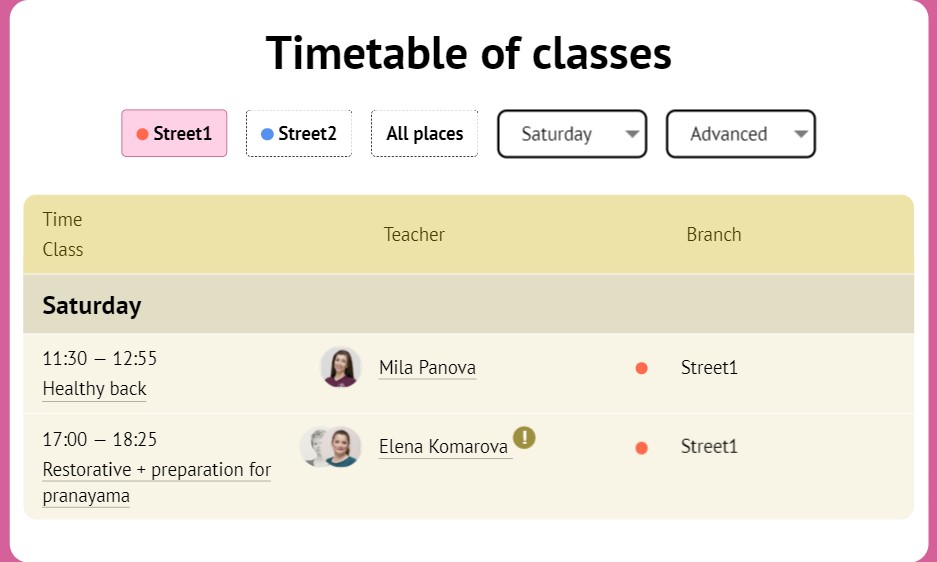 Timetable of classes
Street1 Street2 All places Saturday Advanced
Time
Class
Teacher
Branch
Saturday
11:30 — 12:55
Healthy back
Mila Panova
Street1
17:00 — 18:25
Restorative + preparation for
pranayama
Elena Komarova !
Street1